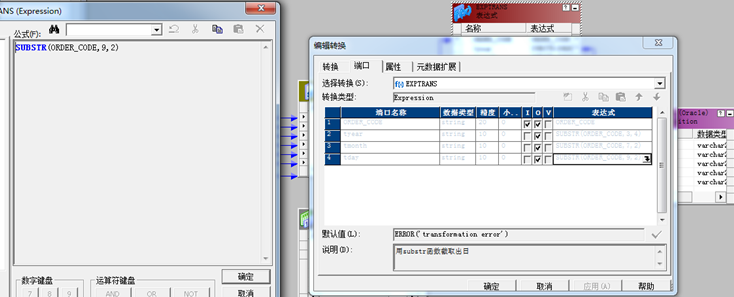 ANS (Expression)
公式(F):
SUBSTR(ORDER_CODE,9,2)
数字键盘
运算符键盘
7 8 9
AND OR NOT
确定
取消
EXPTRANS
表达式
名称 表达式
编辑转换
转换 端口 属性 元数据扩展
选择转换(S): f(x) EXPTRANS
转换类型: Expression
端口名称 数据类型 精度 小.. I O V 表达式
1 ORDER_CODE string 20 0 ORDER_CODE
2 tyear string 10 0 SUBSTR(ORDER_CODE,3,4)
3 tmonth string 10 0 SUBSTR(ORDER_CODE,7,2)
4 string 10 0 SUBSTR(ORDER_CODE,9,2)
默认值(L): ERROR('transformation error')
说明(D): 用substr函数截取出日
确定 取消 应用(A) 帮助
(Oracle)
ition
数据类型
varchar2
varchar2
varchar2
varchar2